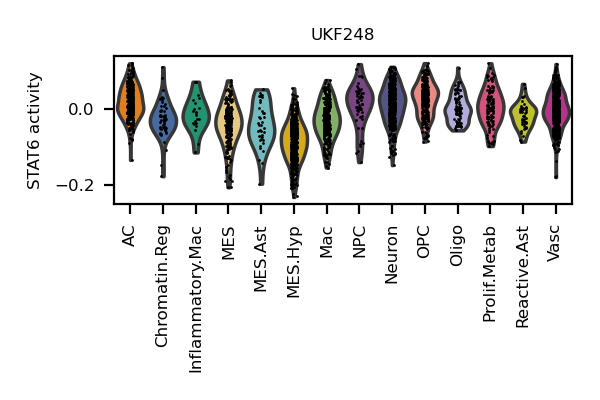 UKF248
STAT6 activity
0.0
−0.2
AC
Chromatin.Reg
Inflammatory.Mac
MES
MES.Ast
MES.Hyp
Mac
NPC
Neuron
OPC
Oligo
Prolif.Metab
Reactive.Ast
Vasc